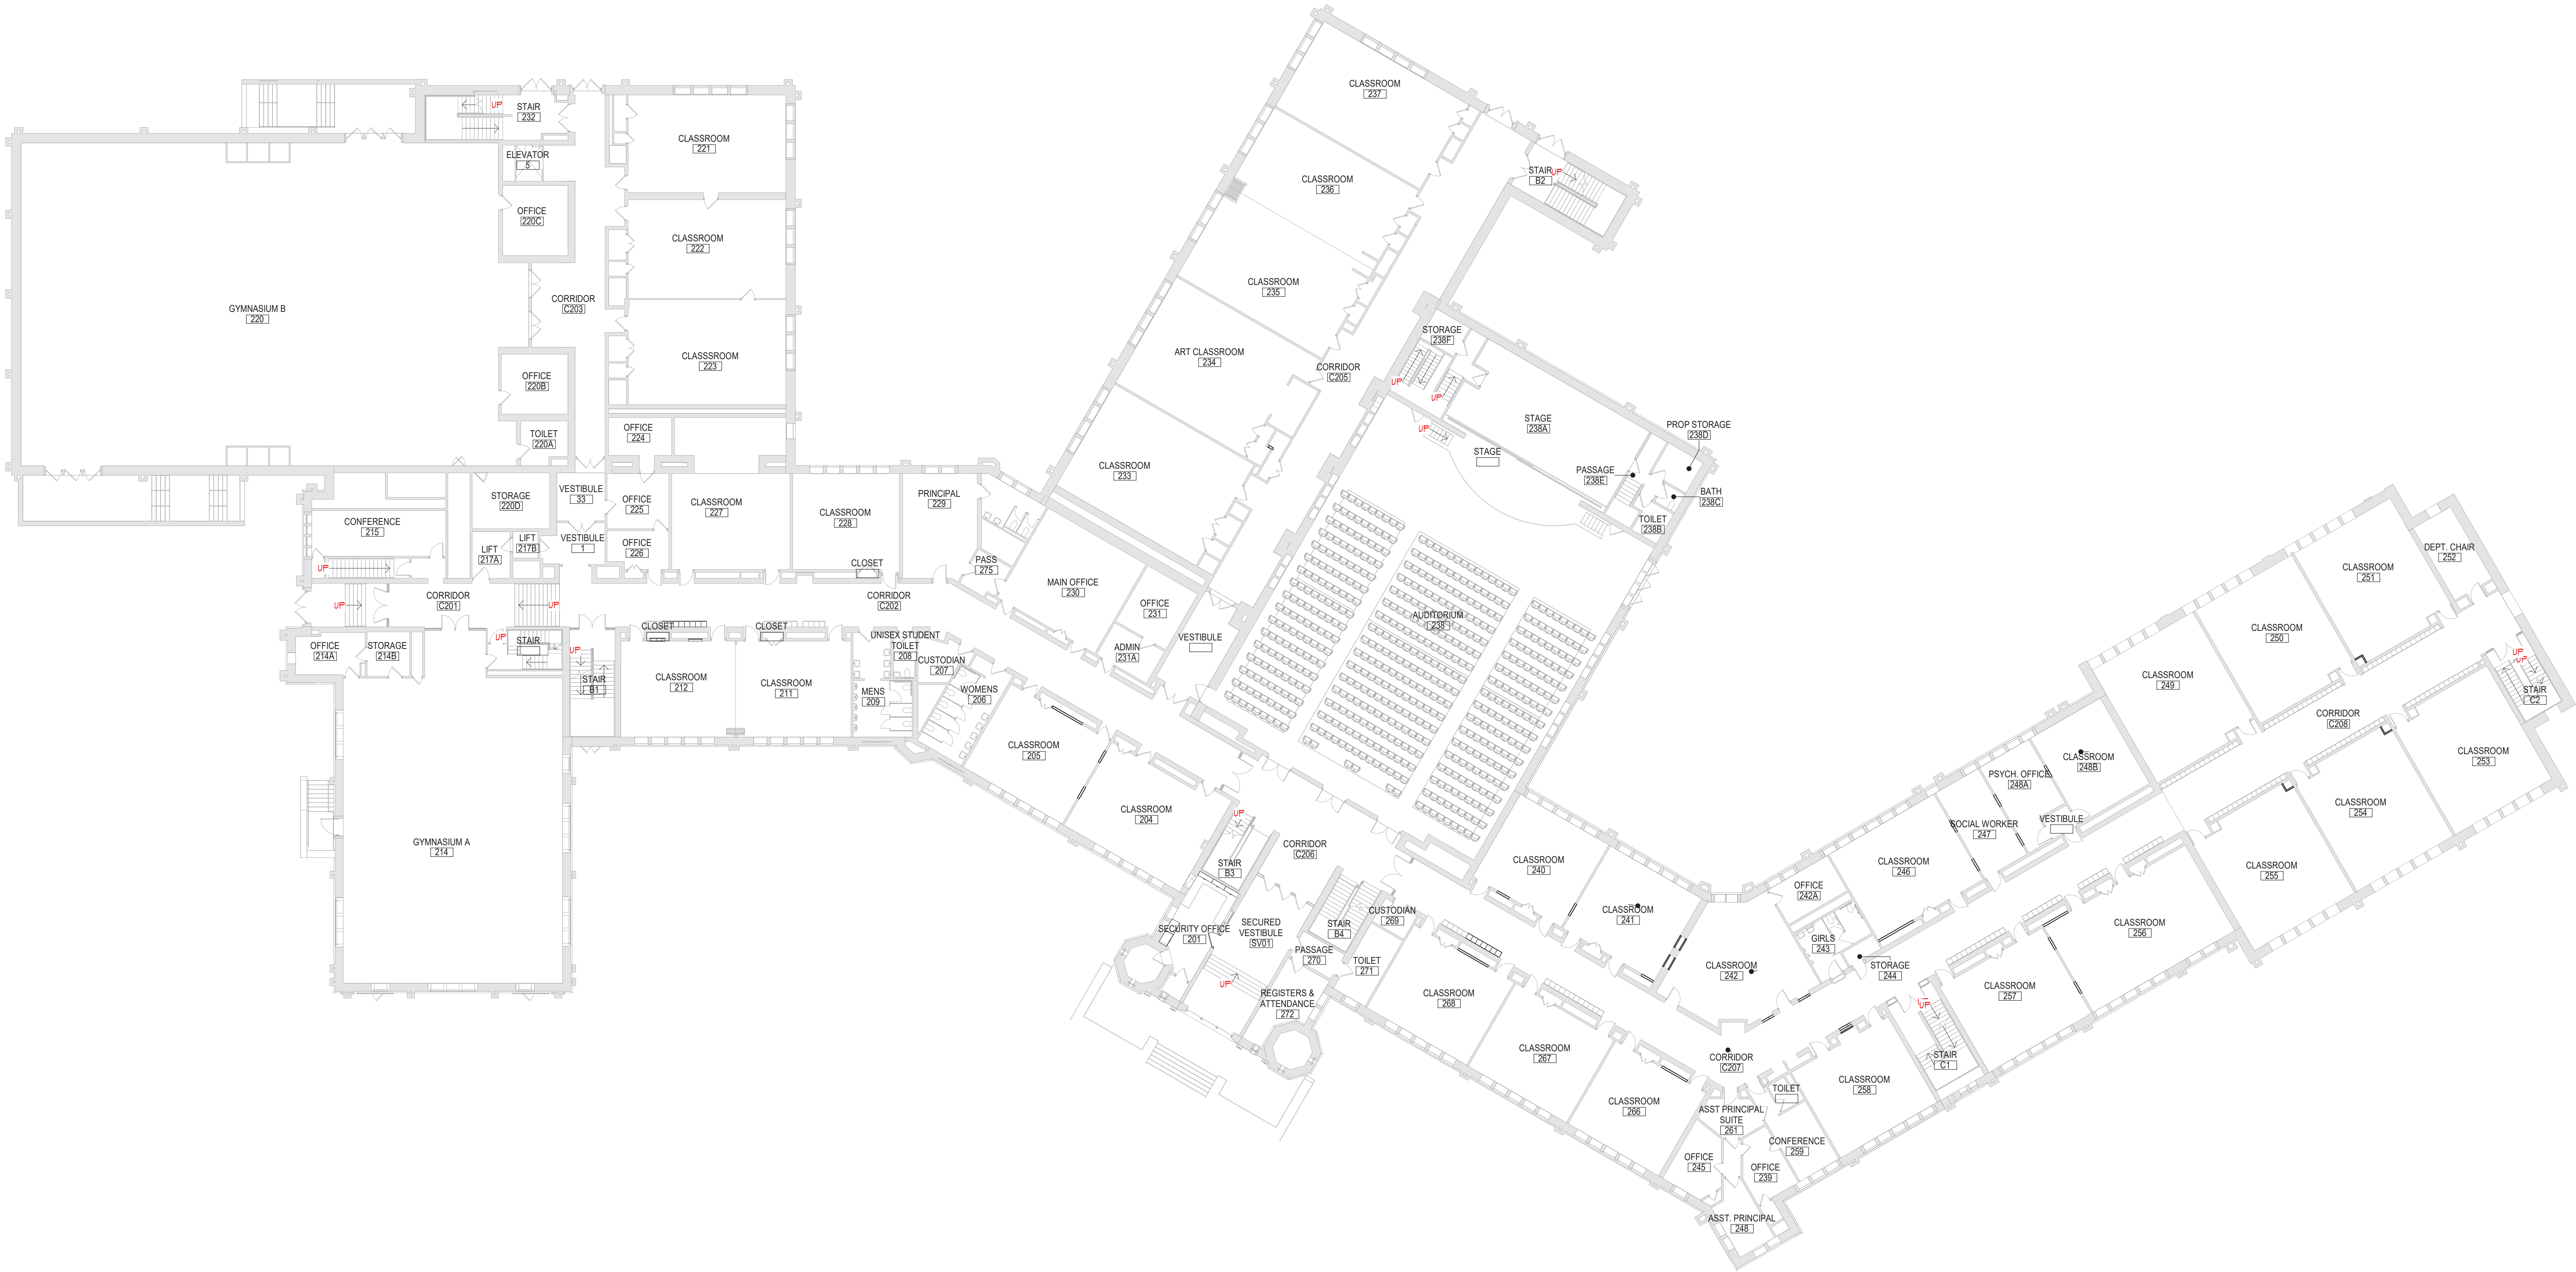 CLASSROOM
237
UP
STAIR
232
CLASSROOM
221
ELEVATOR
5
STAIR
B2
UP
CLASSROOM
236
OFFICE
220C
CLASSROOM
222
CLASSROOM
235
CORRIDOR
C203
GYMNASIUM B
220
STORAGE
238F
ART CLASSROOM
234
CLASSSROOM
223
CORRIDOR
C205
OFFICE
220B
UP
UP
STAGE
238A
PROP STORAGE
238D
UP
OFFICE
224
TOILET
220A
STAGE
CLASSROOM
233
PASSAGE
238E
BATH
238C
STORAGE
220D
VESTIBULE
33
OFFICE
225
CLASSROOM
227
CLASSROOM
228
PRINCIPAL
229
TOILET
238B
CONFERENCE
215
LIFT
217A
LIFT
217B
VESTIBULE
1
OFFICE
226
DEPT. CHAIR
252
PASS
275
CLOSET
UP
CLASSROOM
251
MAIN OFFICE
230
CORRIDOR
C201
UP
UP
CORRIDOR
C202
OFFICE
231
AUDITORIUM
238
CLASSROOM
250
CLOSET
CLOSET
UNISEX STUDENT
TOILET
208
UP
STAIR
OFFICE
214A
STORAGE
214B
VESTIBULE
ADMIN
231A
UP
UP
UP
STAIR
B1
CLASSROOM
212
CLASSROOM
211
CUSTODIAN
207
MENS
209
WOMENS
206
CLASSROOM
249
STAIR
C2
CORRIDOR
C208
CLASSROOM
205
CLASSROOM
253
CLASSROOM
248B
PSYCH. OFFICE
248A
CLASSROOM
204
UP
CLASSROOM
254
VESTIBULE
SOCIAL WORKER
247
GYMNASIUM A
214
CORRIDOR
C206
STAIR
B3
CLASSROOM
240
CLASSROOM
246
CLASSROOM
255
OFFICE
242A
CUSTODIAN
269
CLASSROOM
241
SECURITY OFFICE
201
SECURED
VESTIBULE
SV01
STAIR
B4
CLASSROOM
256
GIRLS
243
PASSAGE
270
TOILET
271
CLASSROOM
242
STORAGE
244
UP
REGISTERS &
ATTENDANCE
272
CLASSROOM
268
CLASSROOM
257
UP
UP
CLASSROOM
267
CORRIDOR
C207
STAIR
C1
CLASSROOM
258
TOILET
CLASSROOM
266
ASST PRINCIPAL
SUITE
261
CONFERENCE
259
OFFICE
245
OFFICE
239
ASST. PRINCIPAL
248